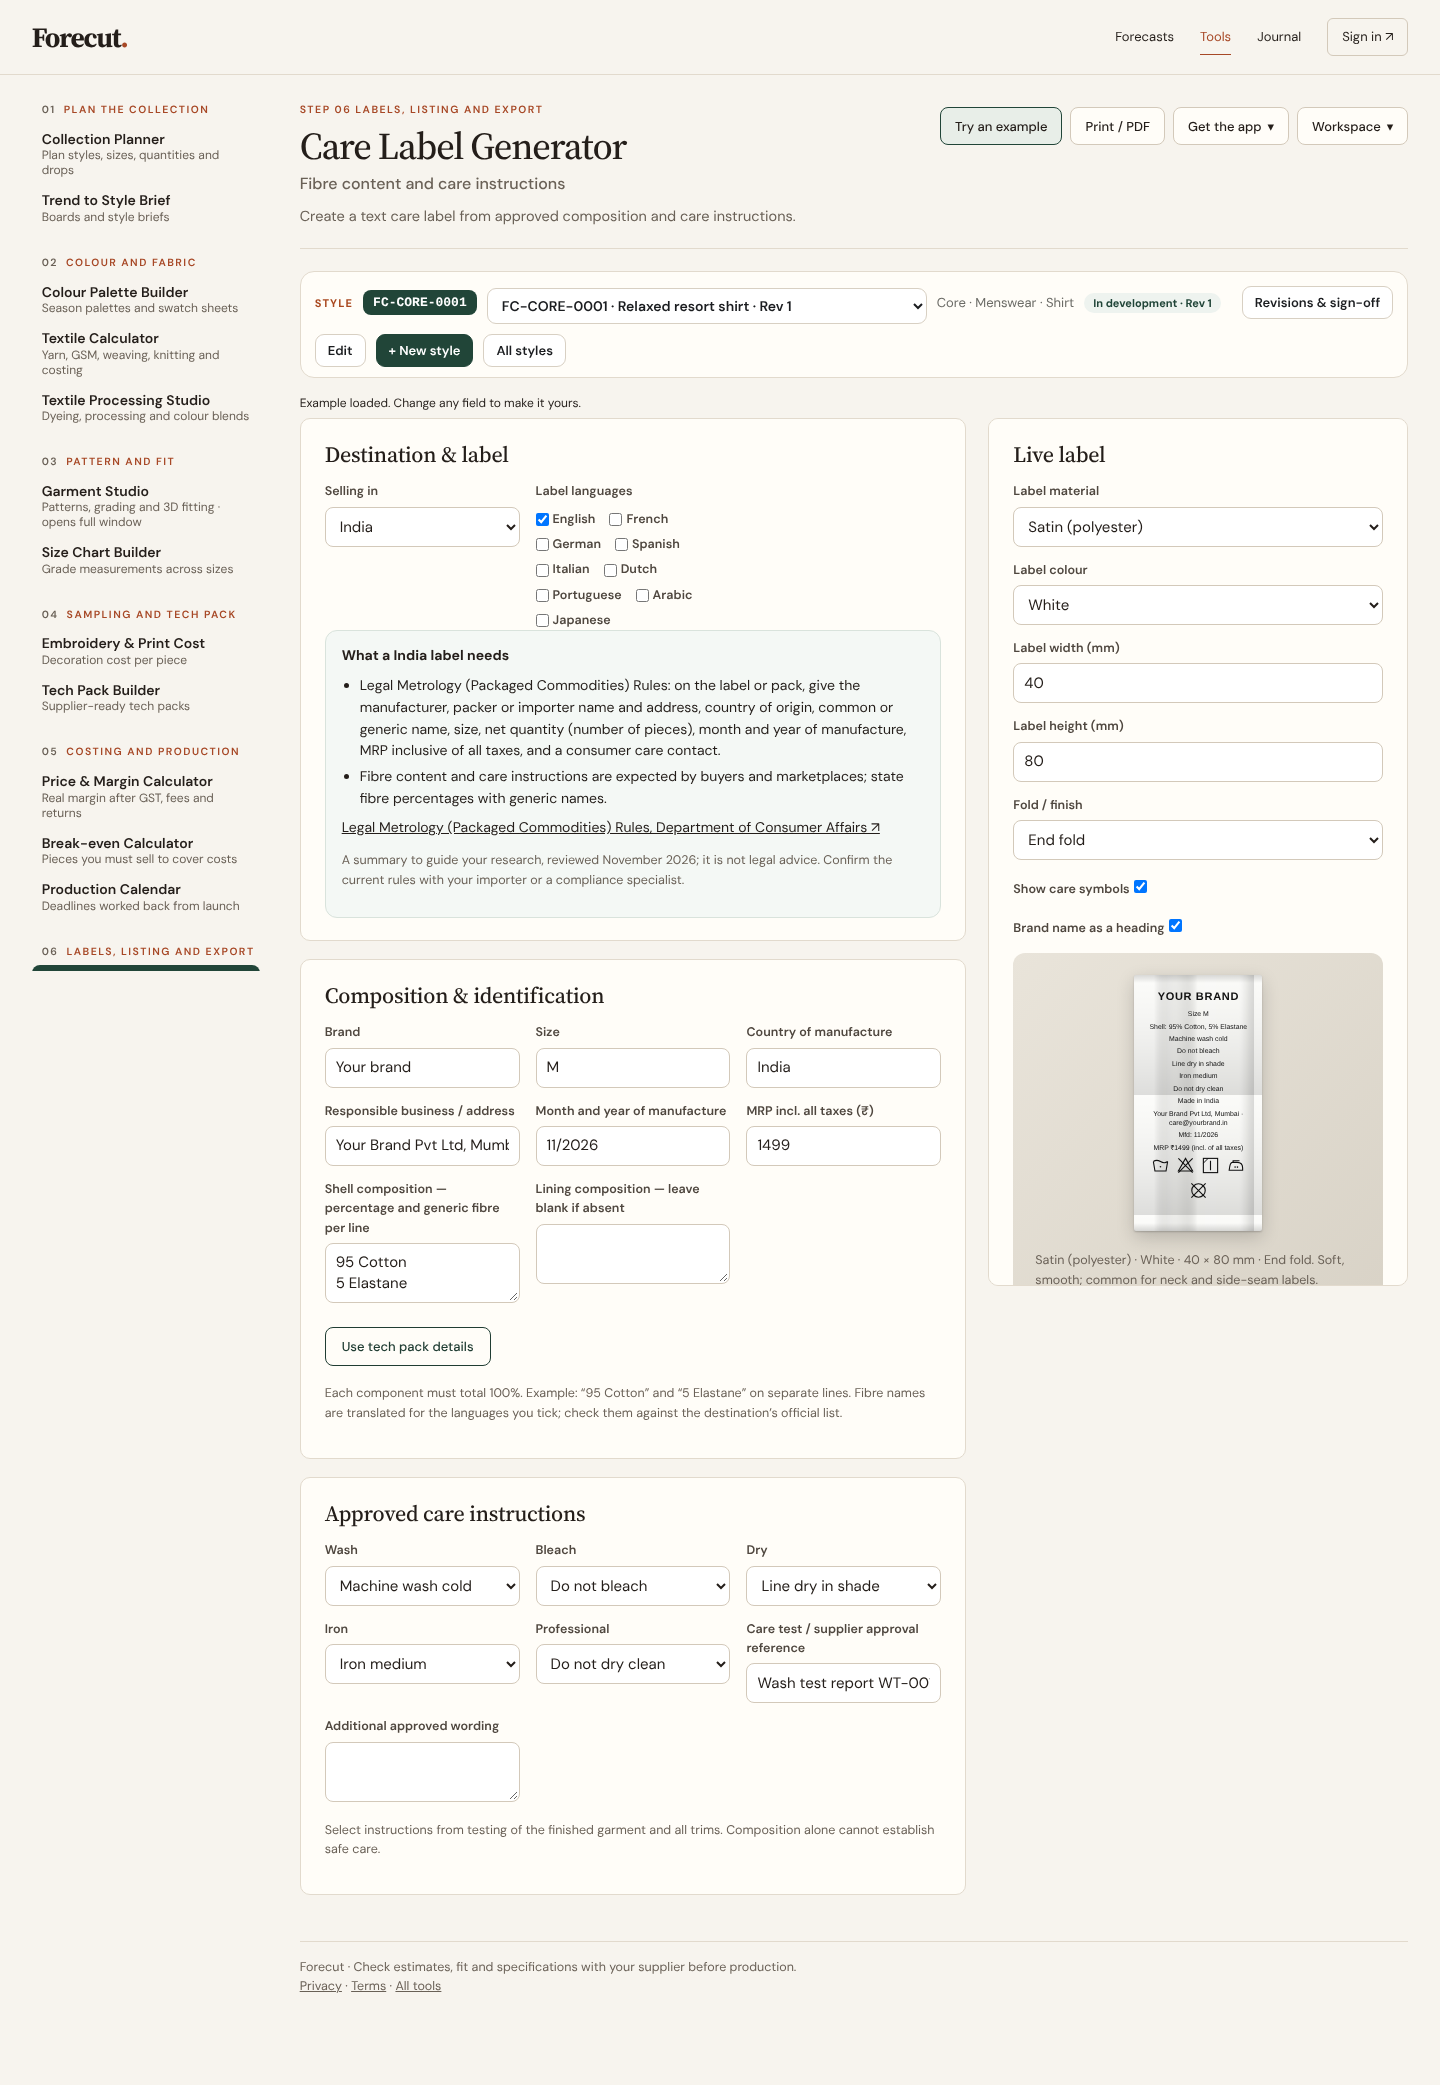 Forecut.
Forecasts
Tools
Journal
Sign in ↗
01 PLAN THE COLLECTION
Collection Planner
Plan styles, sizes, quantities and
drops
Trend to Style Brief
Boards and style briefs
02 COLOUR AND FABRIC
Colour Palette Builder
Season palettes and swatch sheets
Textile Calculator
Yarn, GSM, weaving, knitting and
costing
Textile Processing Studio
Dyeing, processing and colour blends
03 PATTERN AND FIT
Garment Studio
Patterns, grading and 3D fitting ·
opens full window
Size Chart Builder
Grade measurements across sizes
04 SAMPLING AND TECH PACK
Embroidery & Print Cost
Decoration cost per piece
Tech Pack Builder
Supplier-ready tech packs
05 COSTING AND PRODUCTION
Price & Margin Calculator
Real margin after GST, fees and
returns
Break-even Calculator
Pieces you must sell to cover costs
Production Calendar
Deadlines worked back from launch
06 LABELS, LISTING AND EXPORT
STEP 06 LABELS, LISTING AND EXPORT
Care Label Generator
Fibre content and care instructions
Create a text care label from approved composition and care instructions.
Try an example
Print / PDF
Get the app ▾
Workspace ▾
STYLE
FC-CORE-0001
FC-CORE-0001 · Relaxed resort shirt · Rev 1
Core · Menswear · Shirt
In development · Rev 1
Revisions & sign-off
Edit
+ New style
All styles
Example loaded. Change any field to make it yours.
Destination & label
Selling in
India
Label languages
English
French
German
Spanish
Italian
Dutch
Portuguese
Arabic
Japanese
What a India label needs
• Legal Metrology (Packaged Commodities) Rules: on the label or pack, give the
manufacturer, packer or importer name and address, country of origin, common or
generic name, size, net quantity (number of pieces), month and year of manufacture,
MRP inclusive of all taxes, and a consumer care contact.
• Fibre content and care instructions are expected by buyers and marketplaces; state
fibre percentages with generic names.
Legal Metrology (Packaged Commodities) Rules, Department of Consumer Affairs ↗
A summary to guide your research, reviewed November 2026; it is not legal advice. Confirm the
current rules with your importer or a compliance specialist.
Composition & identification
Brand
Your brand
Size
M
Country of manufacture
India
Responsible business / address
Your Brand Pvt Ltd, Mumb
Month and year of manufacture
11/2026
MRP incl. all taxes (₹)
1499
Shell composition —
percentage and generic fibre
per line
95 Cotton
5 Elastane
Lining composition — leave
blank if absent
Use tech pack details
Each component must total 100%. Example: “95 Cotton” and “5 Elastane” on separate lines. Fibre names
are translated for the languages you tick; check them against the destination’s official list.
Approved care instructions
Wash
Machine wash cold
Bleach
Do not bleach
Dry
Line dry in shade
Iron
Iron medium
Professional
Do not dry clean
Care test / supplier approval
reference
Wash test report WT-00
Additional approved wording
Select instructions from testing of the finished garment and all trims. Composition alone cannot establish
safe care.
Live label
Label material
Satin (polyester)
Label colour
White
Label width (mm)
40
Label height (mm)
80
Fold / finish
End fold
Show care symbols
Brand name as a heading
YOUR BRAND
Size M
Shell: 95% Cotton, 5% Elastane
Machine wash cold
Do not bleach
Line dry in shade
Iron medium
Do not dry clean
Made in India
Your Brand Pvt Ltd, Mumbai ·
care@yourbrand.in
Mfd: 11/2026
MRP ₹1499 (incl. of all taxes)
Satin (polyester) · White · 40 × 80 mm · End fold. Soft,
smooth; common for neck and side-seam labels.
Forecut · Check estimates, fit and specifications with your supplier before production.
Privacy · Terms · All tools